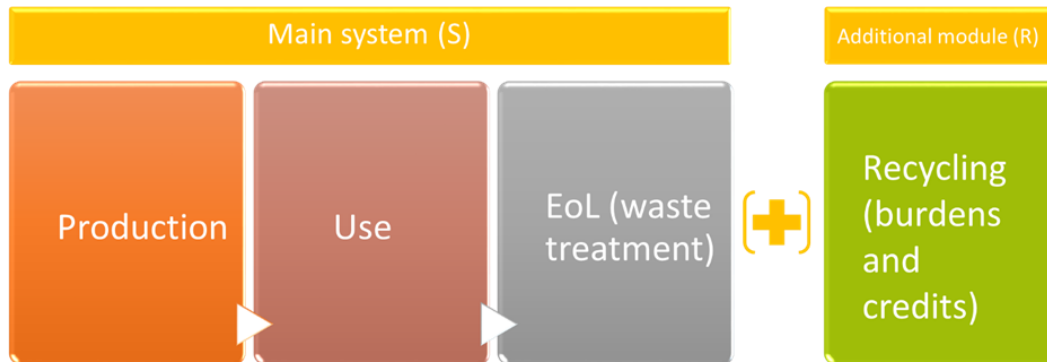 Main system (S)
Additional module (R)
Production
Use
EoL (waste
treatment)
Recycling
(burdens
and
credits)